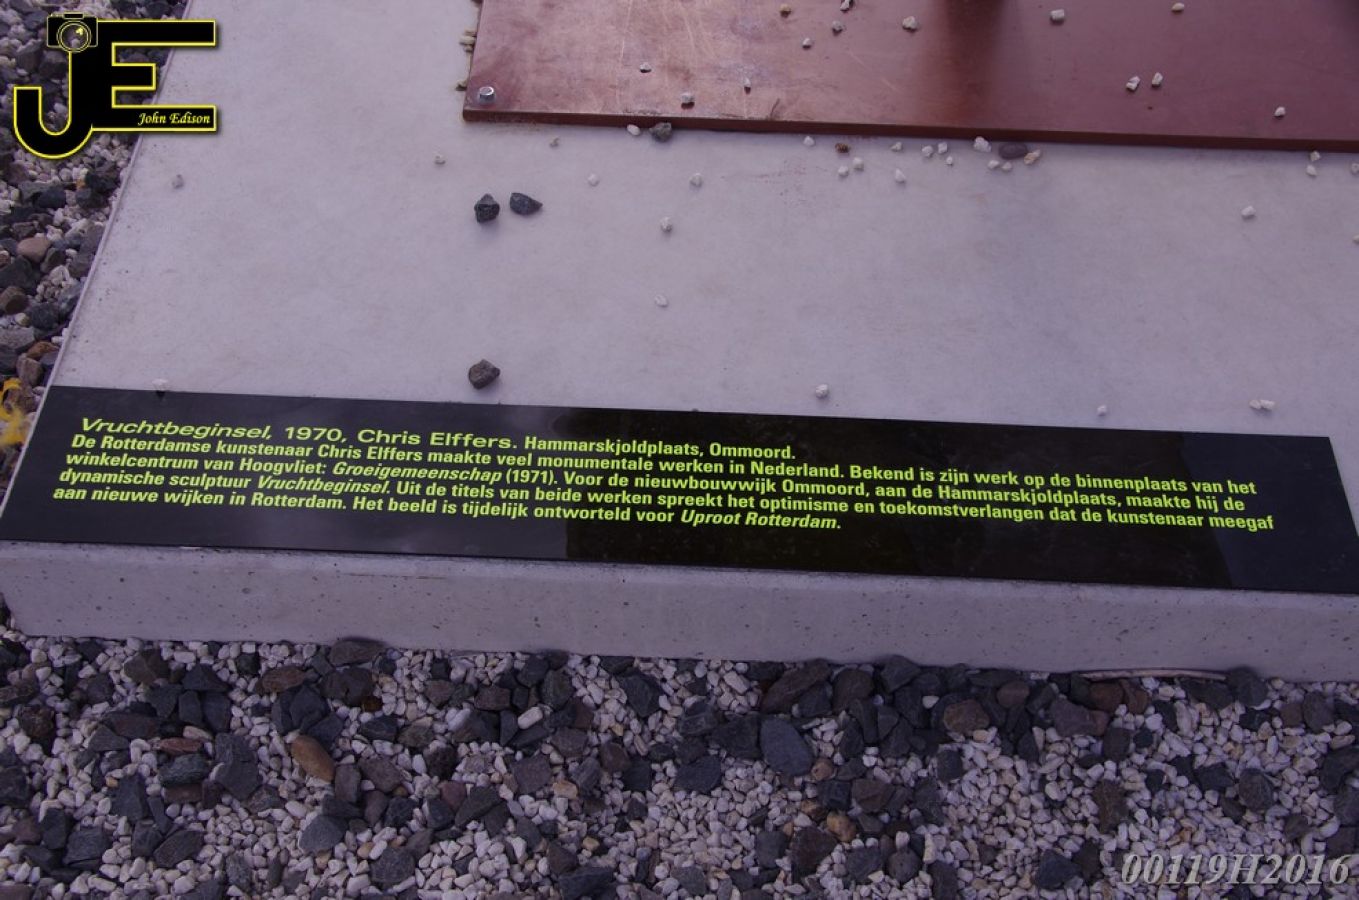 JE
John Edison
Vruchtbeginsel, 1970, Chris Elffers. Hammarskjoldplaats, Ommoord.
De Rotterdamse kunstenaar Chris Elffers maakte veel monumentale werken in Nederland. Bekend is zijn werk op de binnenplaats van het
winkelcentrum van Hoogvliet: Groeigemeenschap (1971). Voor de nieuwbouwwijk Ommoord, aan de Hammarskjoldplaats, maakte hij de
dynamische sculptuur Vruchtbeginsel. Uit de titels van beide werken spreekt het optimisme en toekomstverlangen dat de kunstenaar meegaf
aan nieuwe wijken in Rotterdam. Het beeld is tijdelijk ontworteld voor Uproot Rotterdam.
00119H2016